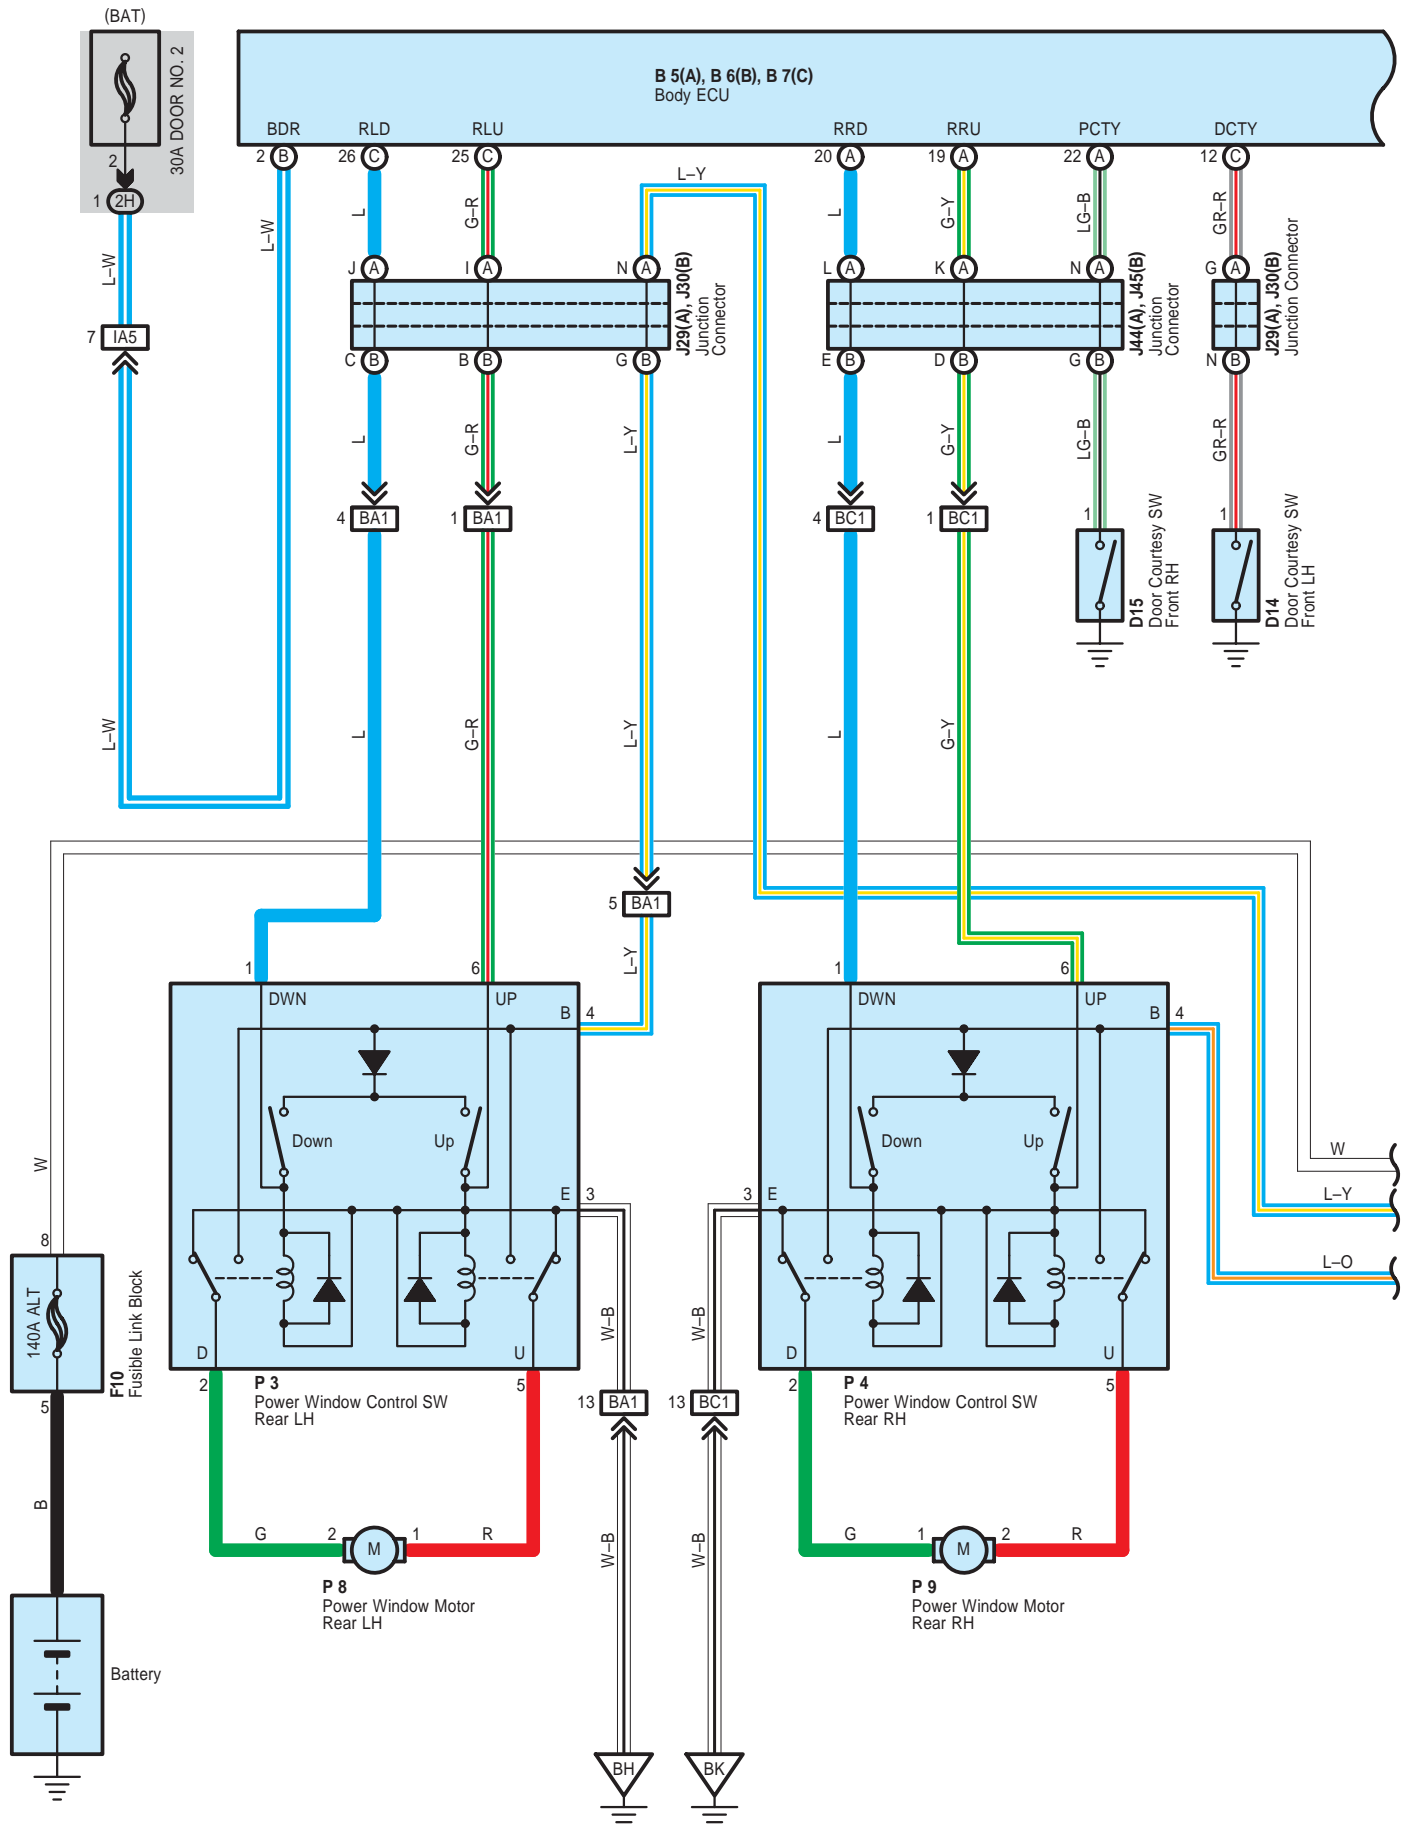 (BAT)
30A DOOR NO. 2
2
1 2H
L–W
7 IA5
L–W
B 5(A), B 6(B), B 7(C)
Body ECU
BDR RLD RLU RRD RRU PCTY DCTY
2 B 26 C 25 C 20 A 19 A 22 A 12 C
L–W
L
G–R
L–Y
L
G–Y
LG–B
GR–R
J A I A N A L A K A N A G A
J29(A), J30(B)
Junction
Connector
J44(A), J45(B)
Junction
Connector
J29(A), J30(B)
Junction Connector
C B B B G B E B D B G B N B
L
G–R
L–Y
L
G–Y
LG–B
GR–R
4 BA1 1 BA1 4 BC1 1 BC1 1 1
D15
Door Courtesy SW
Front RH
D14
Door Courtesy SW
Front LH
L
G–R
L–Y
L
G–Y
5 BA1
L–Y
1 6 1 6
DWN UP DWN UP
B 4 B 4
Down Up Down Up
W
W
L–Y
L–O
E 3 3 E
8
140A ALT
F10
Fusible Link Block
5
W–B
W–B
D U D U
2 5 2 5
P 3
Power Window Control SW
Rear LH
P 4
Power Window Control SW
Rear RH
13 BA1 13 BC1
B
G 2 M 1 R
G 1 M 2 R
W–B
W–B
P 8
Power Window Motor
Rear LH
P 9
Power Window Motor
Rear RH
Battery
BH BK